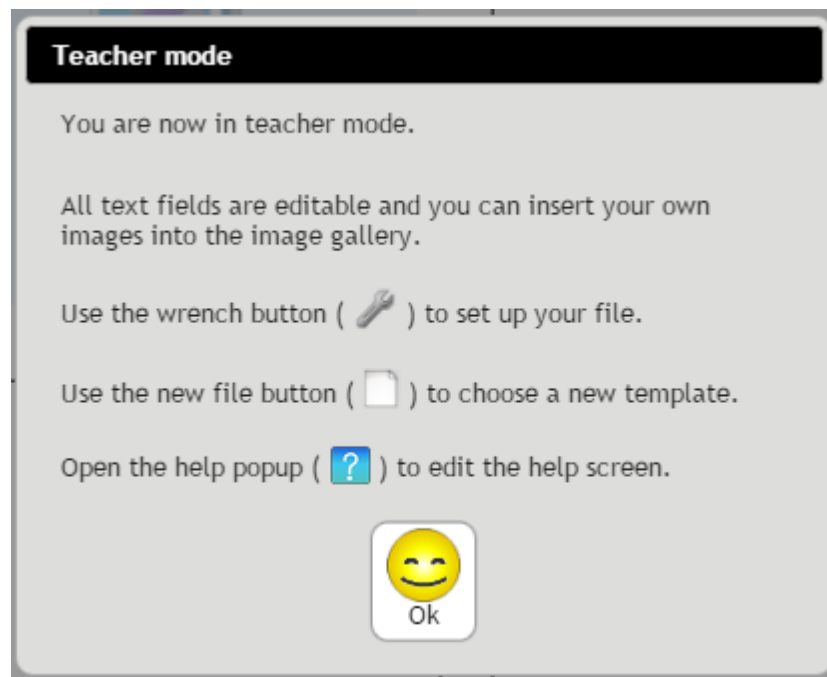 Teacher mode
You are now in teacher mode.
All text fields are editable and you can insert your own
images into the image gallery.
Use the wrench button ( ) to set up your file.
Use the new file button ( ) to choose a new template.
Open the help popup ( ? ) to edit the help screen.
Ok